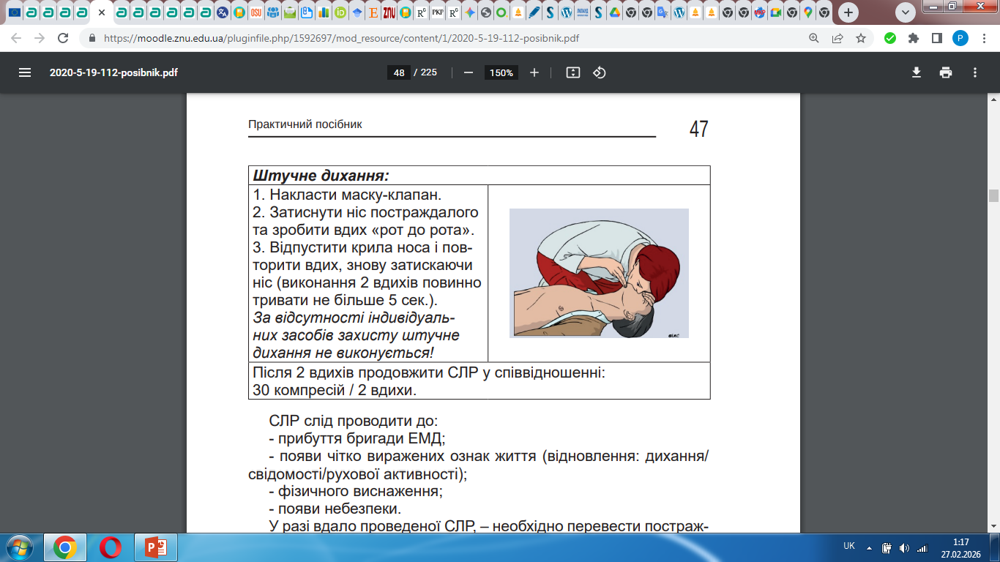 OSU
ID
E
ZNU
R⁶
PKP
R⁶
S
W
S
W
P
https://moodle.znu.edu.ua/pluginfile.php/1592697/mod_resource/content/1/2020-5-19-112-posibnik.pdf
2020-5-19-112-posibnik.pdf
48 / 225
150%
Практичний посібник
47
Штучне дихання:
1. Накласти маску-клапан.
2. Затиснути ніс постраждалого
та зробити вдих «рот до рота».
3. Відпустити крила носа і пов-
торити вдих, знову затискаючи
ніс (виконання 2 вдихів повинно
тривати не більше 5 сек.).
За відсутності індивідуаль-
них засобів захисту штучне
дихання не виконується!
Після 2 вдихів продовжити СЛР у співвідношенні:
30 компресій / 2 вдихи.
СЛР слід проводити до:
- прибуття бригади ЕМД;
- появи чітко виражених ознак життя (відновлення: дихання/
свідомості/рухової активності);
- фізичного виснаження;
- появи небезпеки.
У разі вдало проведеної СЛР, – необхідно перевести постраж-
UK
1:17
27.02.2026